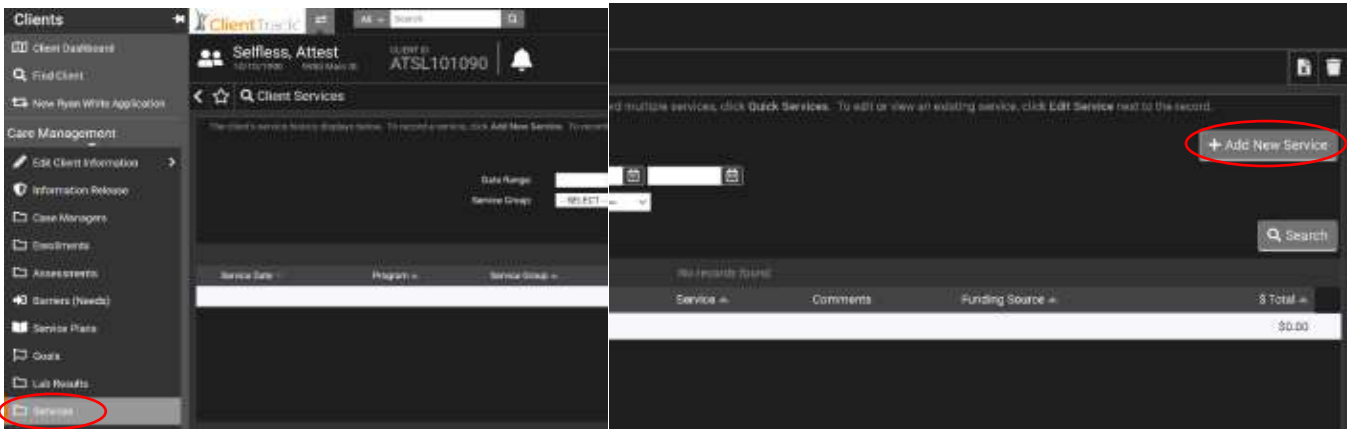 Clients
ClientTrack
All
Search
Client Dashboard
Find Client
New Ryan White Application
Care Management
Edit Client Information
Information Release
Case Managers
Enrollments
Assessments
Barriers (Needs)
Service Plans
Goals
Lab Results
Services
Selfless, Attest
CLIENT ID
ATSL101090
Client Services
The client's service history displays below. To record a service, click Add New Service. To record multiple services, click Quick Services. To edit or view an existing service, click Edit Service next to the record.
+ Add New Service
Date Range:
Service Group:
-- SELECT --
Search
No records found.
Service Date
Program
Service Group
Service
Comments
Funding Source
$ Total
$0.00